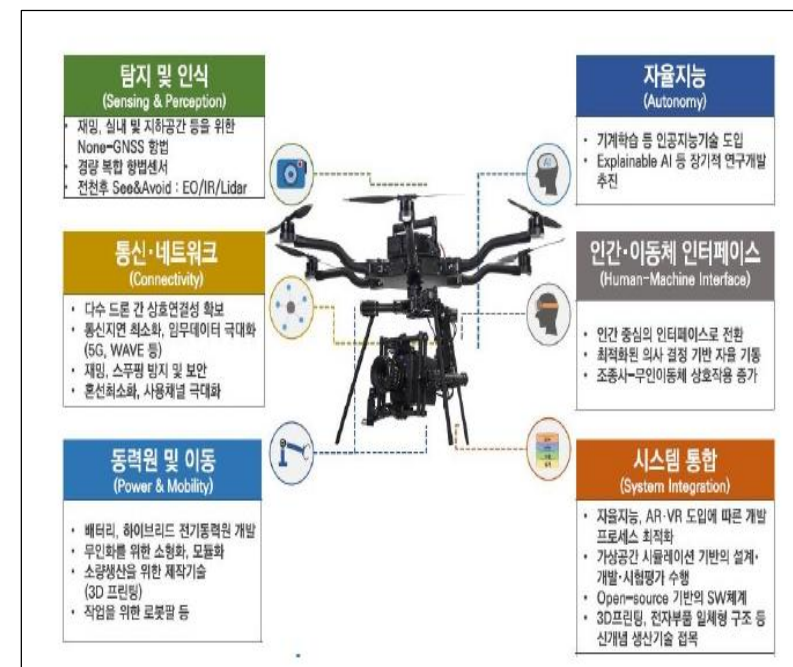 탐지 및 인식
(Sensing & Perception)
• 재밍, 실내 및 지하공간 등을 위한
None-GNSS 항법
• 경량 복합 항법센서
• 전천후 See&Avoid : EO/IR/Lidar
통신·네트워크
(Connectivity)
• 다수 드론 간 상호연결성 확보
• 통신지연 최소화, 임무데이터 극대화
(5G, WAVE 등)
• 재밍, 스푸핑 방지 및 보안
• 혼선최소화, 사용채널 극대화
동력원 및 이동
(Power & Mobility)
• 배터리, 하이브리드 전기동력원 개발
• 무인화를 위한 소형화, 모듈화
• 소량생산을 위한 제작기술
(3D 프린팅)
• 작업을 위한 로봇팔 등
자율지능
(Autonomy)
• 기계학습 등 인공지능기술 도입
• Explainable AI 등 장기적 연구개발
추진
AI
인간·이동체 인터페이스
(Human-Machine Interface)
• 인간 중심의 인터페이스로 전환
• 최적화된 의사 결정 기반 자율 기동
• 조종사-무인이동체 상호작용 증가
시스템 통합
(System Integration)
• 자율지능, AR·VR 도입에 따른 개발
프로세스 최적화
• 가상공간 시뮬레이션 기반의 설계·
개발·시험평가 수행
• Open-source 기반의 SW체계
• 3D프린팅, 전자부품 일체형 구조 등
신개념 생산기술 접목